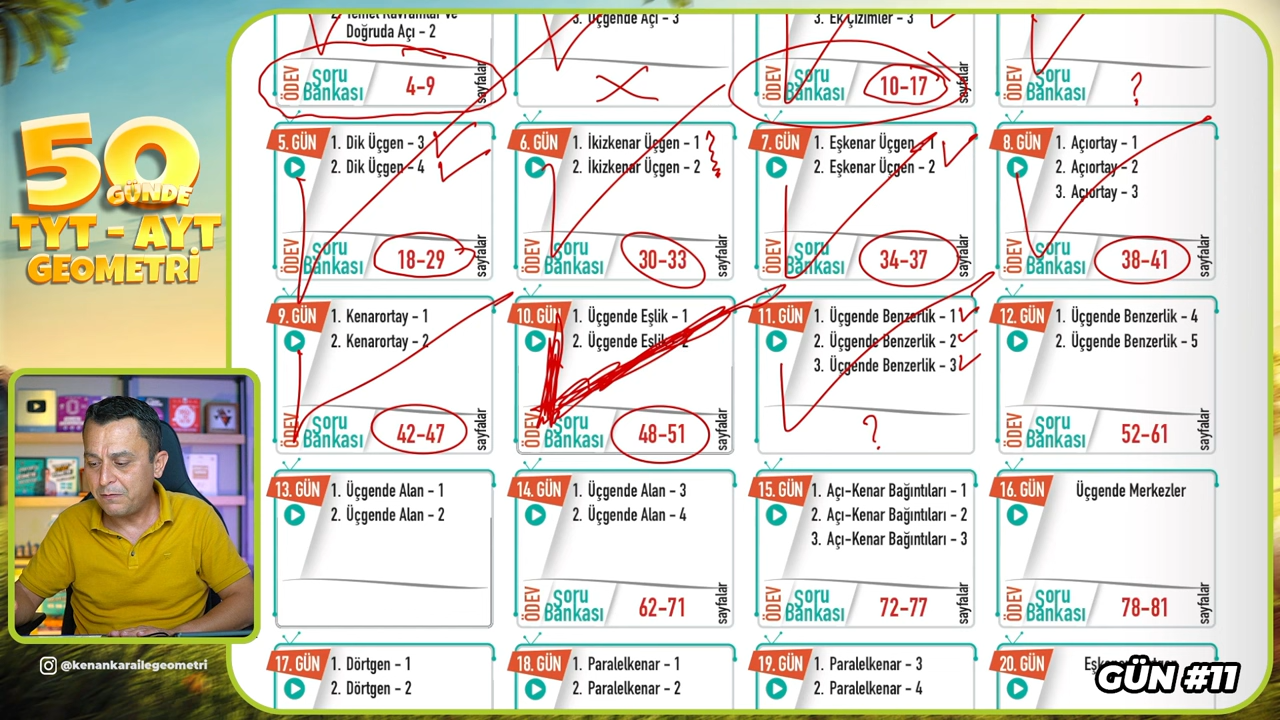 50
GÜNDE
TYT - AYT
GEOMETRİ
@kenankarailegeometri
2. Temel Kavramlar ve
Doğruda Açı - 2
ÖDEV
Soru
Bankası
4-9
sayfalar
3. Üçgende Açı - 3
3. Ek Çizimler - 3
ÖDEV
Soru
Bankası
10-17
sayfalar
?
5. GÜN
1. Dik Üçgen - 3
2. Dik Üçgen - 4
ÖDEV
Soru
Bankası
18-29
sayfalar
6. GÜN
1. İkizkenar Üçgen - 1
2. İkizkenar Üçgen - 2
ÖDEV
Soru
Bankası
30-33
sayfalar
7. GÜN
1. Eşkenar Üçgen - 1
2. Eşkenar Üçgen - 2
ÖDEV
Soru
Bankası
34-37
sayfalar
8. GÜN
1. Açıortay - 1
2. Açıortay - 2
3. Açıortay - 3
ÖDEV
Soru
Bankası
38-41
sayfalar
9. GÜN
1. Kenarortay - 1
2. Kenarortay - 2
ÖDEV
Soru
Bankası
42-47
sayfalar
10. GÜN
1. Üçgende Eşlik - 1
2. Üçgende Eşlik - 2
ÖDEV
Soru
Bankası
48-51
sayfalar
11. GÜN
1. Üçgende Benzerlik - 1
2. Üçgende Benzerlik - 2
3. Üçgende Benzerlik - 3
?
12. GÜN
1. Üçgende Benzerlik - 4
2. Üçgende Benzerlik - 5
ÖDEV
Soru
Bankası
52-61
sayfalar
13. GÜN
1. Üçgende Alan - 1
2. Üçgende Alan - 2
14. GÜN
1. Üçgende Alan - 3
2. Üçgende Alan - 4
ÖDEV
Soru
Bankası
62-71
sayfalar
15. GÜN
1. Açı-Kenar Bağıntıları - 1
2. Açı-Kenar Bağıntıları - 2
3. Açı-Kenar Bağıntıları - 3
ÖDEV
Soru
Bankası
72-77
sayfalar
16. GÜN
Üçgende Merkezler
ÖDEV
Soru
Bankası
78-81
sayfalar
17. GÜN
1. Dörtgen - 1
2. Dörtgen - 2
18. GÜN
1. Paralelkenar - 1
2. Paralelkenar - 2
19. GÜN
1. Paralelkenar - 3
2. Paralelkenar - 4
20. GÜN
GÜN #11